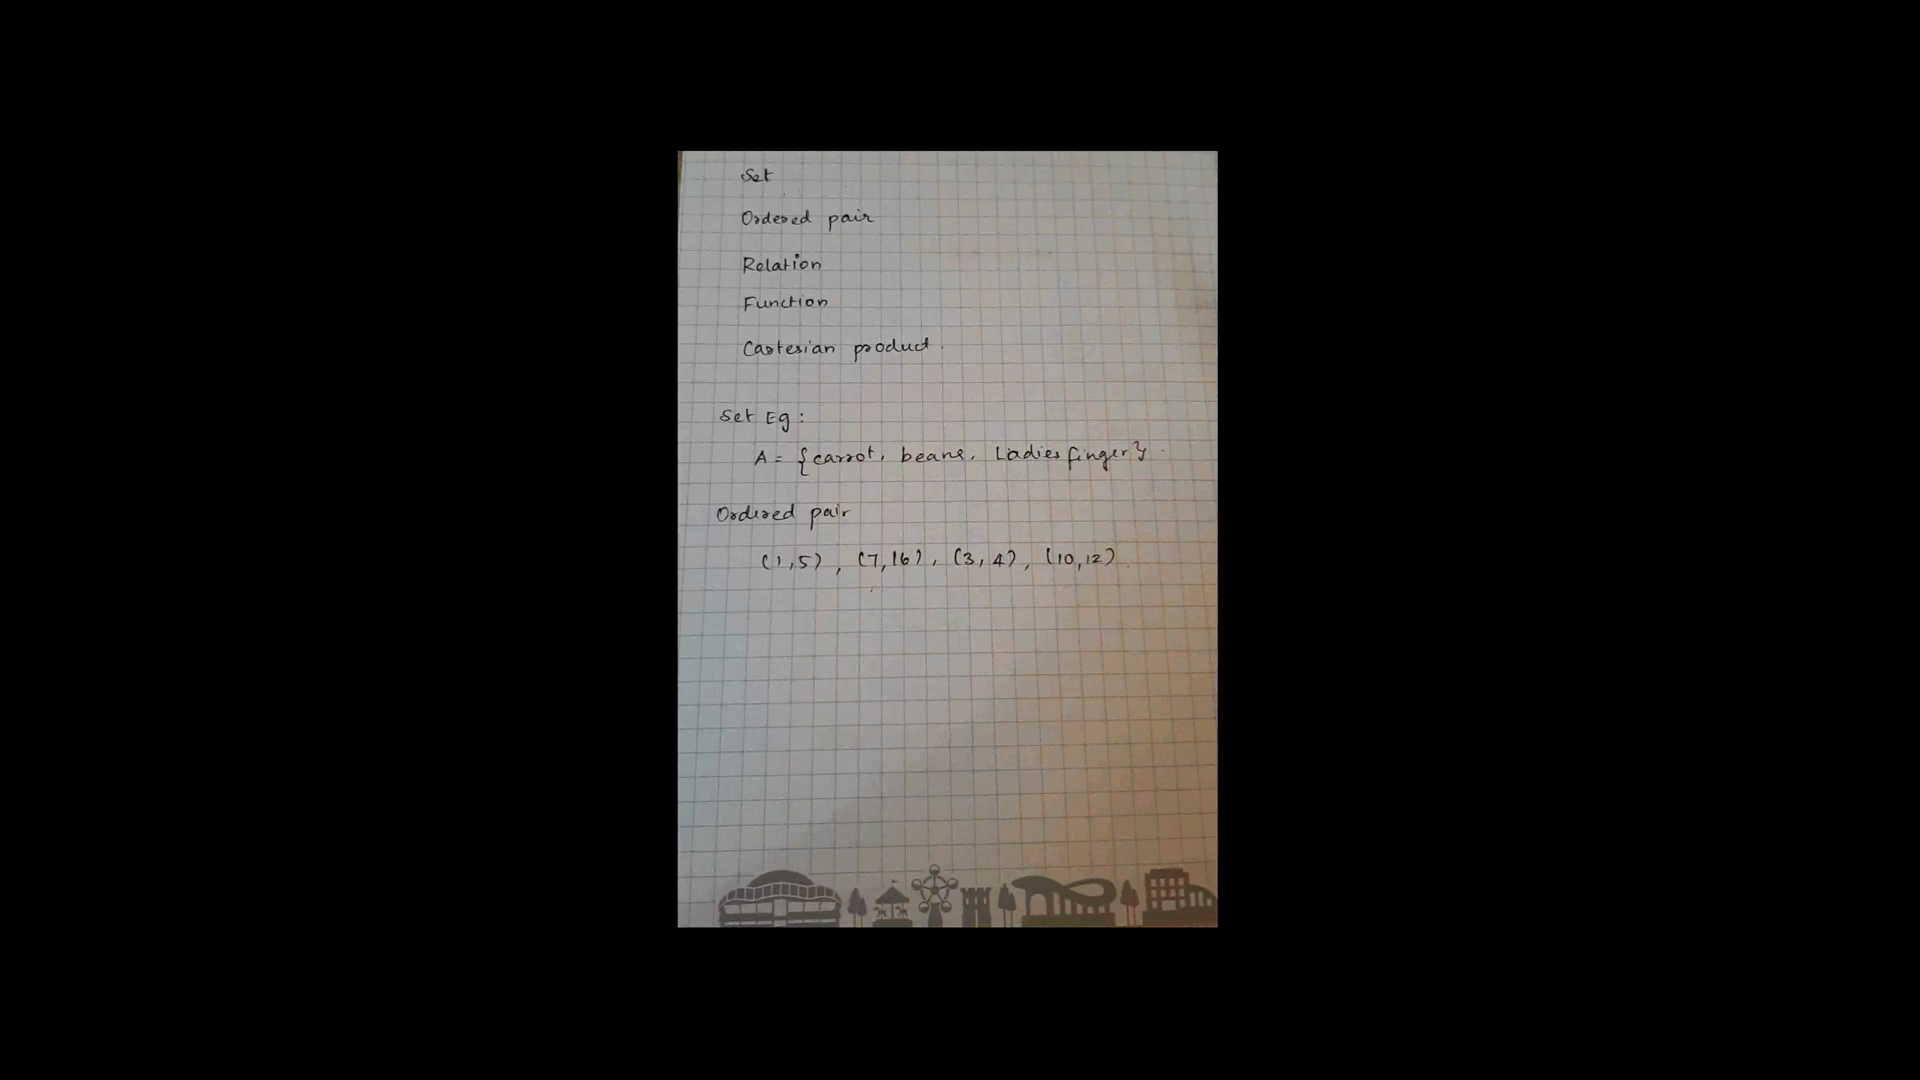 Set
Ordered pair
Relation
Function
Cartesian product.
Set Eg:
A = {carrot, beans, Ladies finger}.
Ordered pair
(1,5), (7,16), (3,4), (10,12).